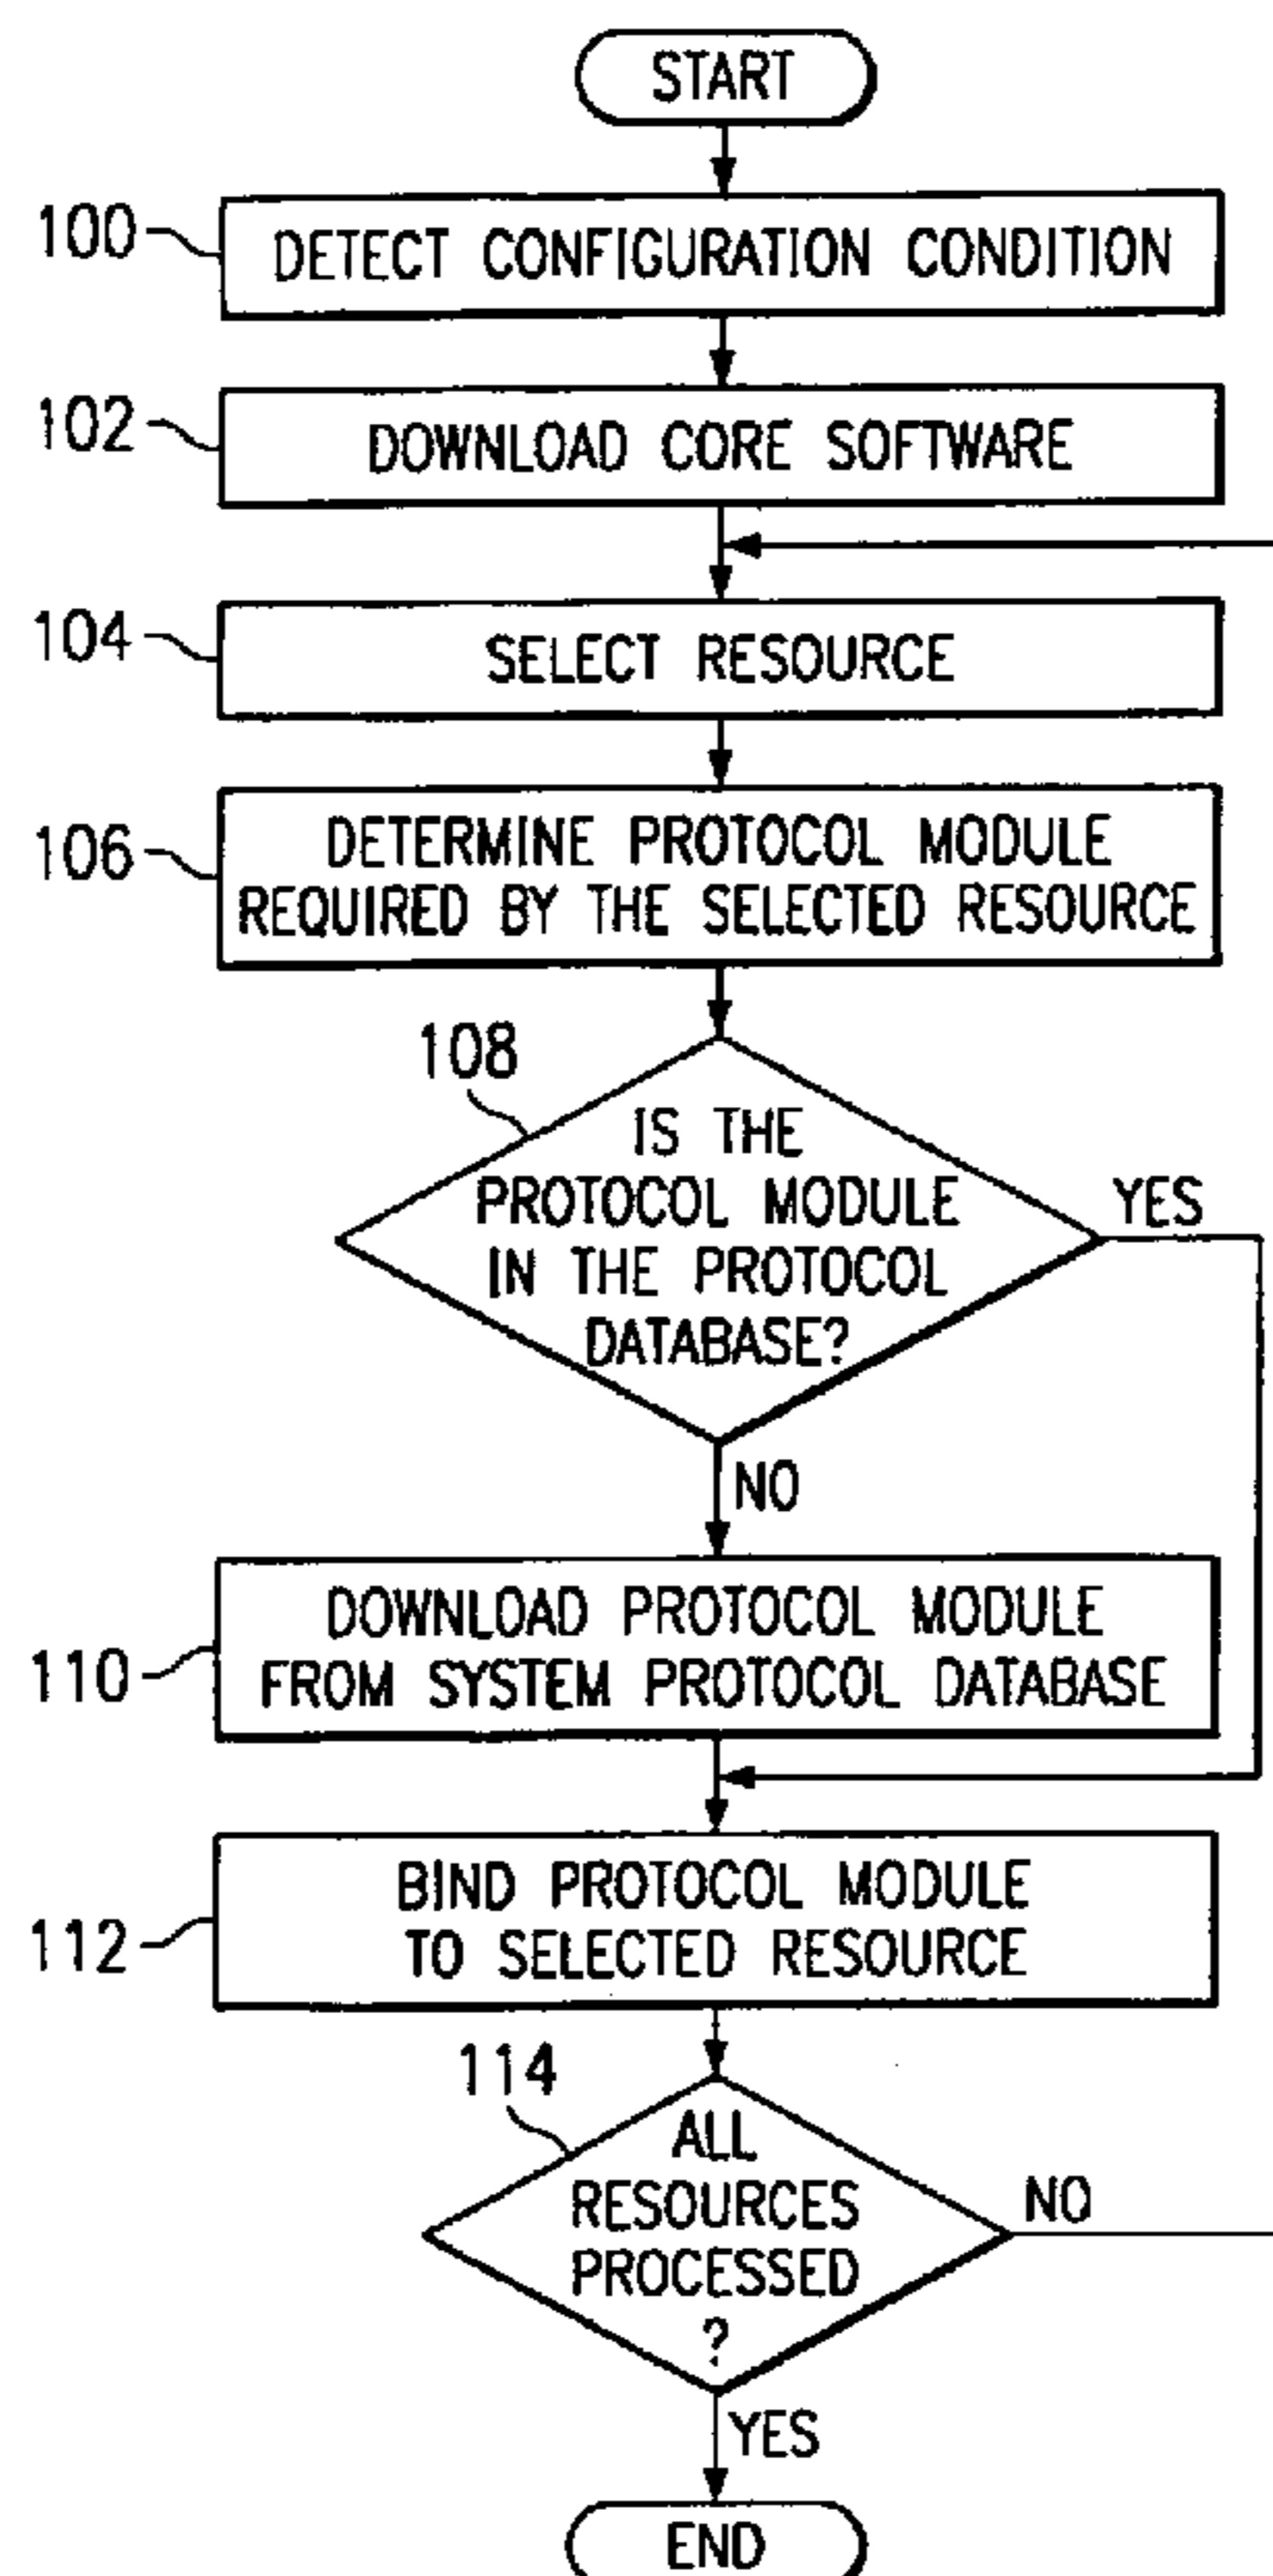 START
100
DETECT CONFIGURATION CONDITION
102
DOWNLOAD CORE SOFTWARE
104
SELECT RESOURCE
106
DETERMINE PROTOCOL MODULE
REQUIRED BY THE SELECTED RESOURCE
108
IS THE
PROTOCOL MODULE
IN THE PROTOCOL
DATABASE?
YES
NO
110
DOWNLOAD PROTOCOL MODULE
FROM SYSTEM PROTOCOL DATABASE
112
BIND PROTOCOL MODULE
TO SELECTED RESOURCE
114
ALL
RESOURCES
PROCESSED
?
NO
YES
END